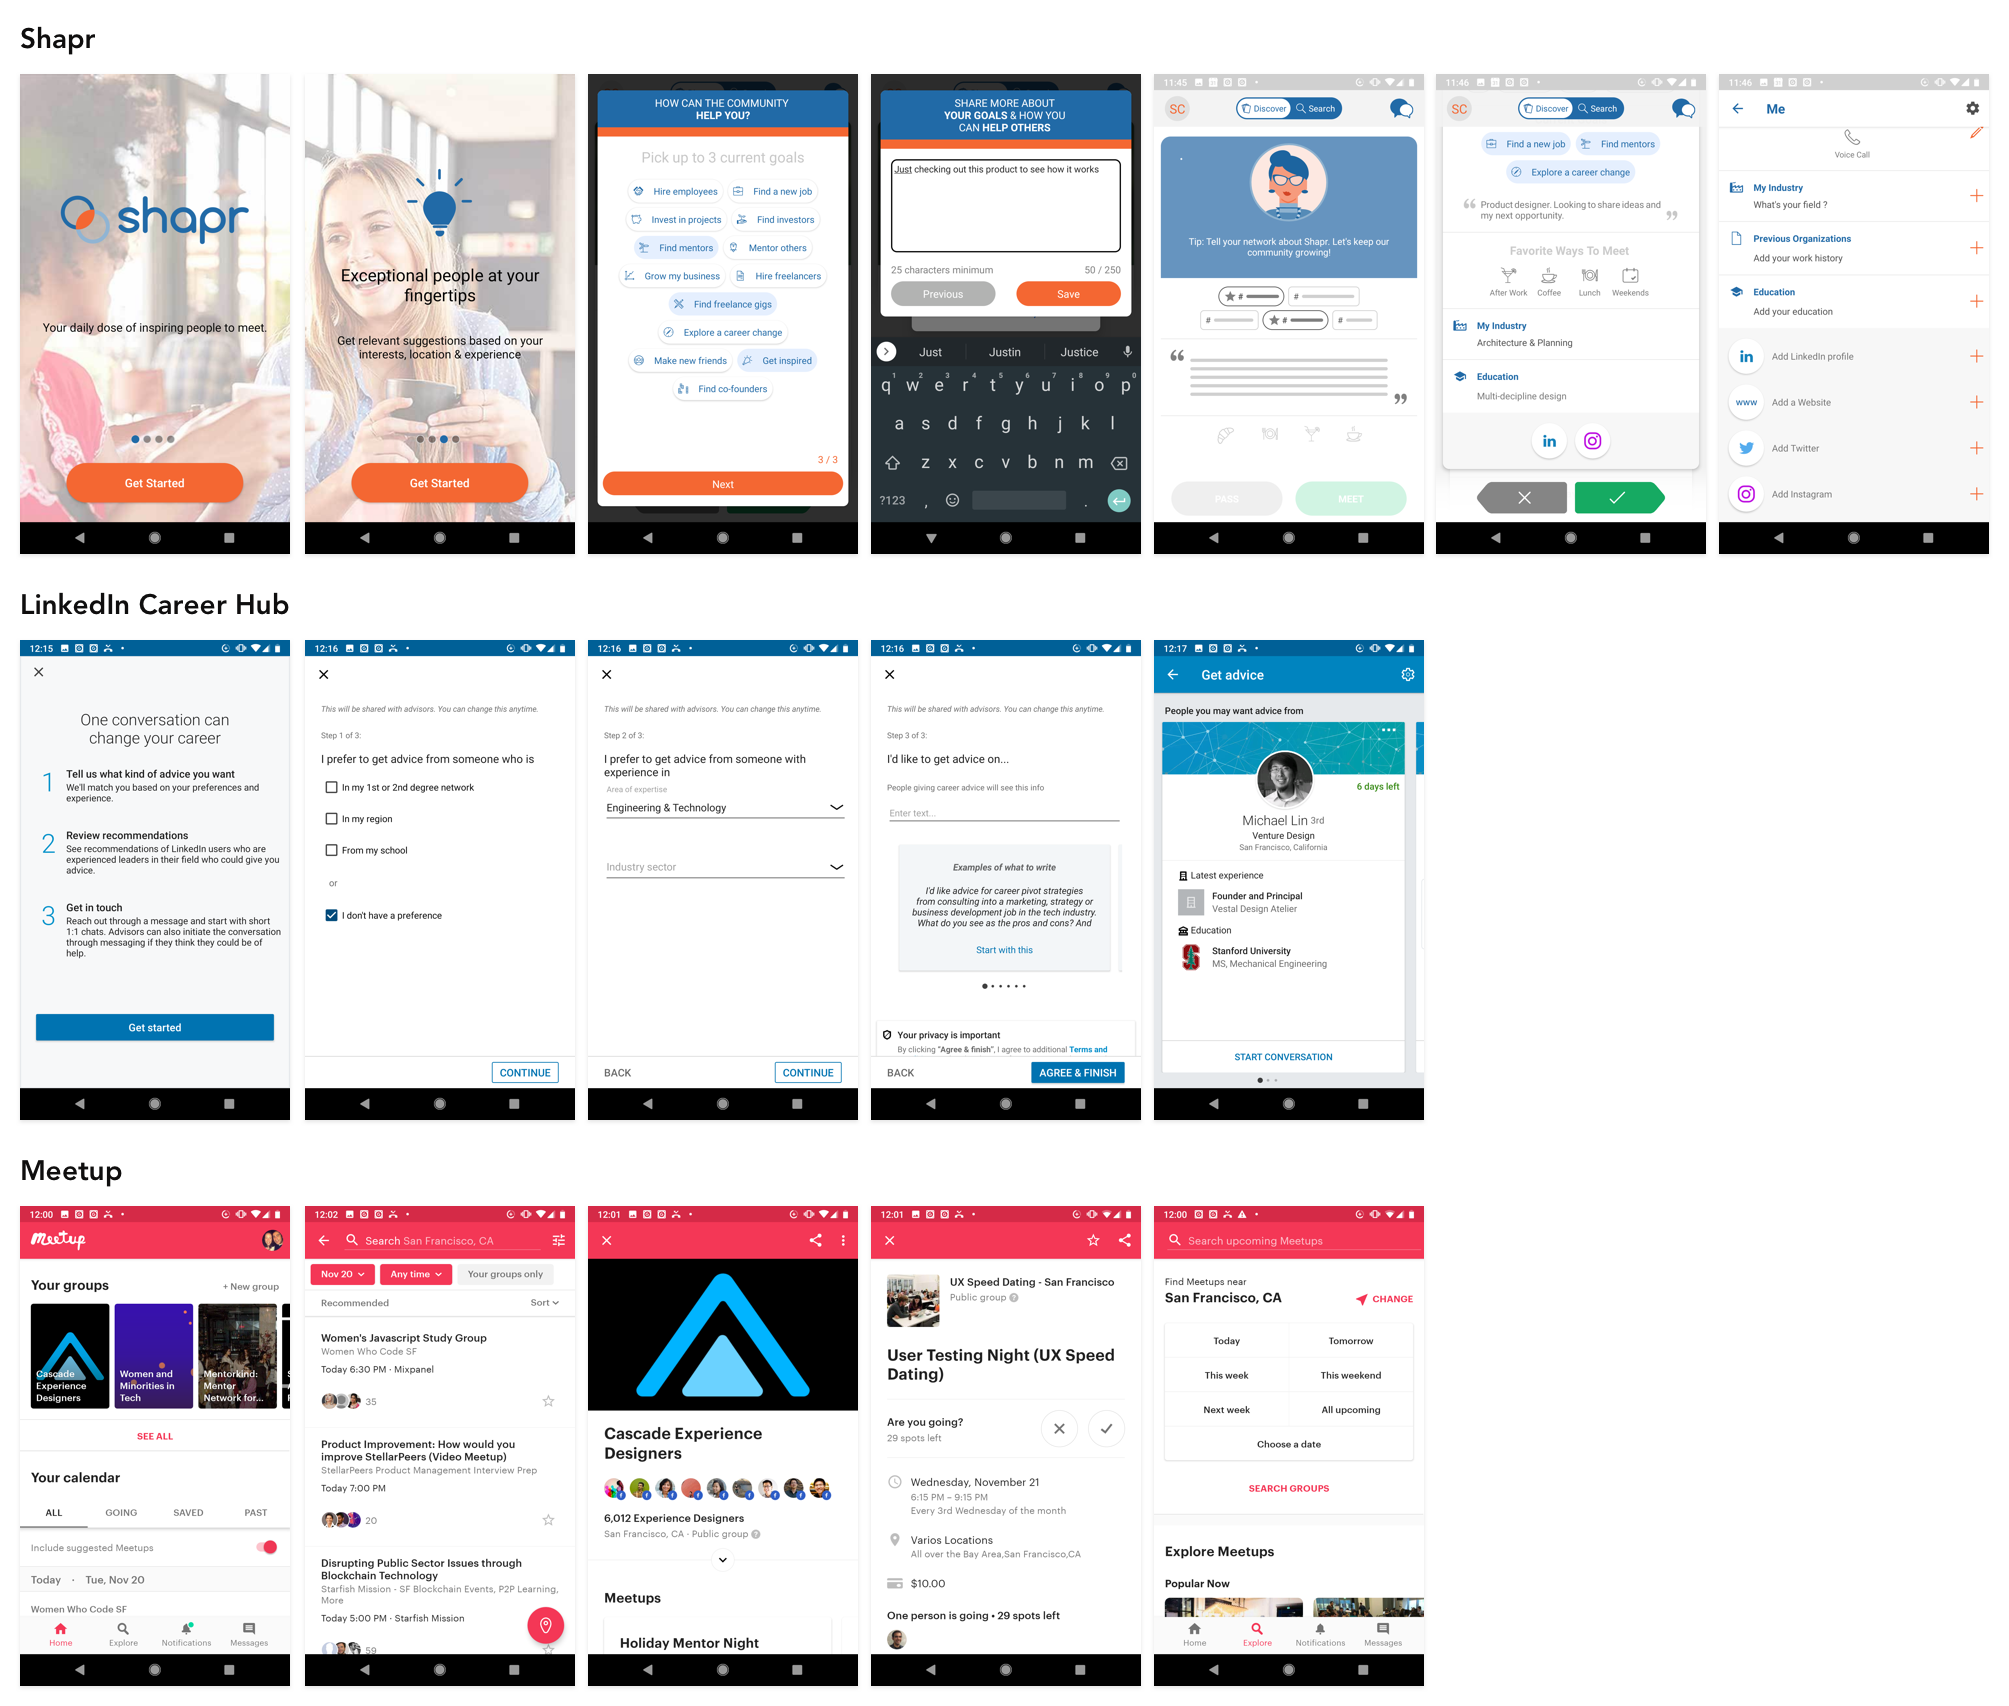 Shapr
shapr
Your daily dose of inspiring people to meet.
Get Started
Exceptional people at your
fingertips
Get relevant suggestions based on your
interests, location & experience
Get Started
HOW CAN THE COMMUNITY
HELP YOU?
Pick up to 3 current goals
Hire employees
Find a new job
Invest in projects
Find investors
Find mentors
Mentor others
Grow my business
Hire freelancers
Find freelance gigs
Explore a career change
Make new friends
Get inspired
Find co-founders
3 / 3
Next
SHARE MORE ABOUT
YOUR GOALS & HOW YOU
CAN HELP OTHERS
Just checking out this product to see how it works
25 characters minimum
50 / 250
Previous
Save
Just
Justin
Justice
1 2 3 4 5 6 7 8 9 0
q w e r t y u i o p
a s d f g h j k l
z x c v b n m
?123 , .
11:45
SC
Discover
Search
Tip: Tell your network about Shapr. Let's keep our
community growing!
# #
# # #
PASS
MEET
11:46
SC
Discover
Search
Find a new job
Find mentors
Explore a career change
Product designer. Looking to share ideas and
my next opportunity.
Favorite Ways To Meet
After Work
Coffee
Lunch
Weekends
My Industry
Architecture & Planning
Education
Multi-decipline design
in
11:46
Me
Voice Call
My Industry
What's your field ?
Previous Organizations
Add your work history
Education
Add your education
in
Add LinkedIn profile
www
Add a Website
Add Twitter
Add Instagram
LinkedIn Career Hub
12:15
One conversation can
change your career
1
Tell us what kind of advice you want
We'll match you based on your preferences and
experience.
2
Review recommendations
See recommendations of LinkedIn users who are
experienced leaders in their field who could give you
advice.
3
Get in touch
Reach out through a message and start with short
1:1 chats. Advisors can also initiate the conversation
through messaging if they think they could be of
help.
Get started
12:16
This will be shared with advisors. You can change this anytime.
Step 1 of 3:
I prefer to get advice from someone who is
In my 1st or 2nd degree network
In my region
From my school
or
I don't have a preference
CONTINUE
12:16
This will be shared with advisors. You can change this anytime.
Step 2 of 3:
I prefer to get advice from someone with
experience in
Area of expertise
Engineering & Technology
Industry sector
BACK
CONTINUE
12:16
This will be shared with advisors. You can change this anytime.
Step 3 of 3:
I'd like to get advice on...
People giving career advice will see this info
Enter text...
Examples of what to write
I'd like advice for career pivot strategies
from consulting into a marketing, strategy or
business development job in the tech industry.
What do you see as the pros and cons? And
Start with this
Your privacy is important
By clicking "Agree & finish", I agree to additional Terms and
BACK
AGREE & FINISH
12:17
Get advice
People you may want advice from
6 days left
Michael Lin 3rd
Venture Design
San Francisco, California
Latest experience
Founder and Principal
Vestal Design Atelier
Education
Stanford University
MS, Mechanical Engineering
START CONVERSATION
Meetup
12:00
Meetup
Your groups
+ New group
Cascade
Experience
Designers
Women and
Minorities in
Tech
Mentorkind:
Mentor
Network for...
SEE ALL
Your calendar
ALL
GOING
SAVED
PAST
Include suggested Meetups
Today · Tue, Nov 20
Women Who Code SF
Home
Explore
Notifications
Messages
12:02
Search San Francisco, CA
Nov 20
Any time
Your groups only
Recommended
Sort
Women's Javascript Study Group
Women Who Code SF
Today 6:30 PM · Mixpanel
35
Product Improvement: How would you
improve StellarPeers (Video Meetup)
StellarPeers Product Management Interview Prep
Today 7:00 PM
20
Disrupting Public Sector Issues through
Blockchain Technology
Starfish Mission - SF Blockchain Events, P2P Learning,
More
Today 5:00 PM · Starfish Mission
59
12:01
Cascade Experience
Designers
6,012 Experience Designers
San Francisco, CA · Public group ?
Meetups
Holiday Mentor Night
12:01
UX Speed Dating - San Francisco
Public group ?
User Testing Night (UX Speed
Dating)
Are you going?
29 spots left
Wednesday, November 21
6:15 PM – 9:15 PM
Every 3rd Wednesday of the month
Varios Locations
All over the Bay Area,San Francisco,CA
$10.00
One person is going • 29 spots left
12:00
Search upcoming Meetups
Find Meetups near
San Francisco, CA
CHANGE
Today
Tomorrow
This week
This weekend
Next week
All upcoming
Choose a date
SEARCH GROUPS
Explore Meetups
Popular Now
Home
Explore
Notifications
Messages